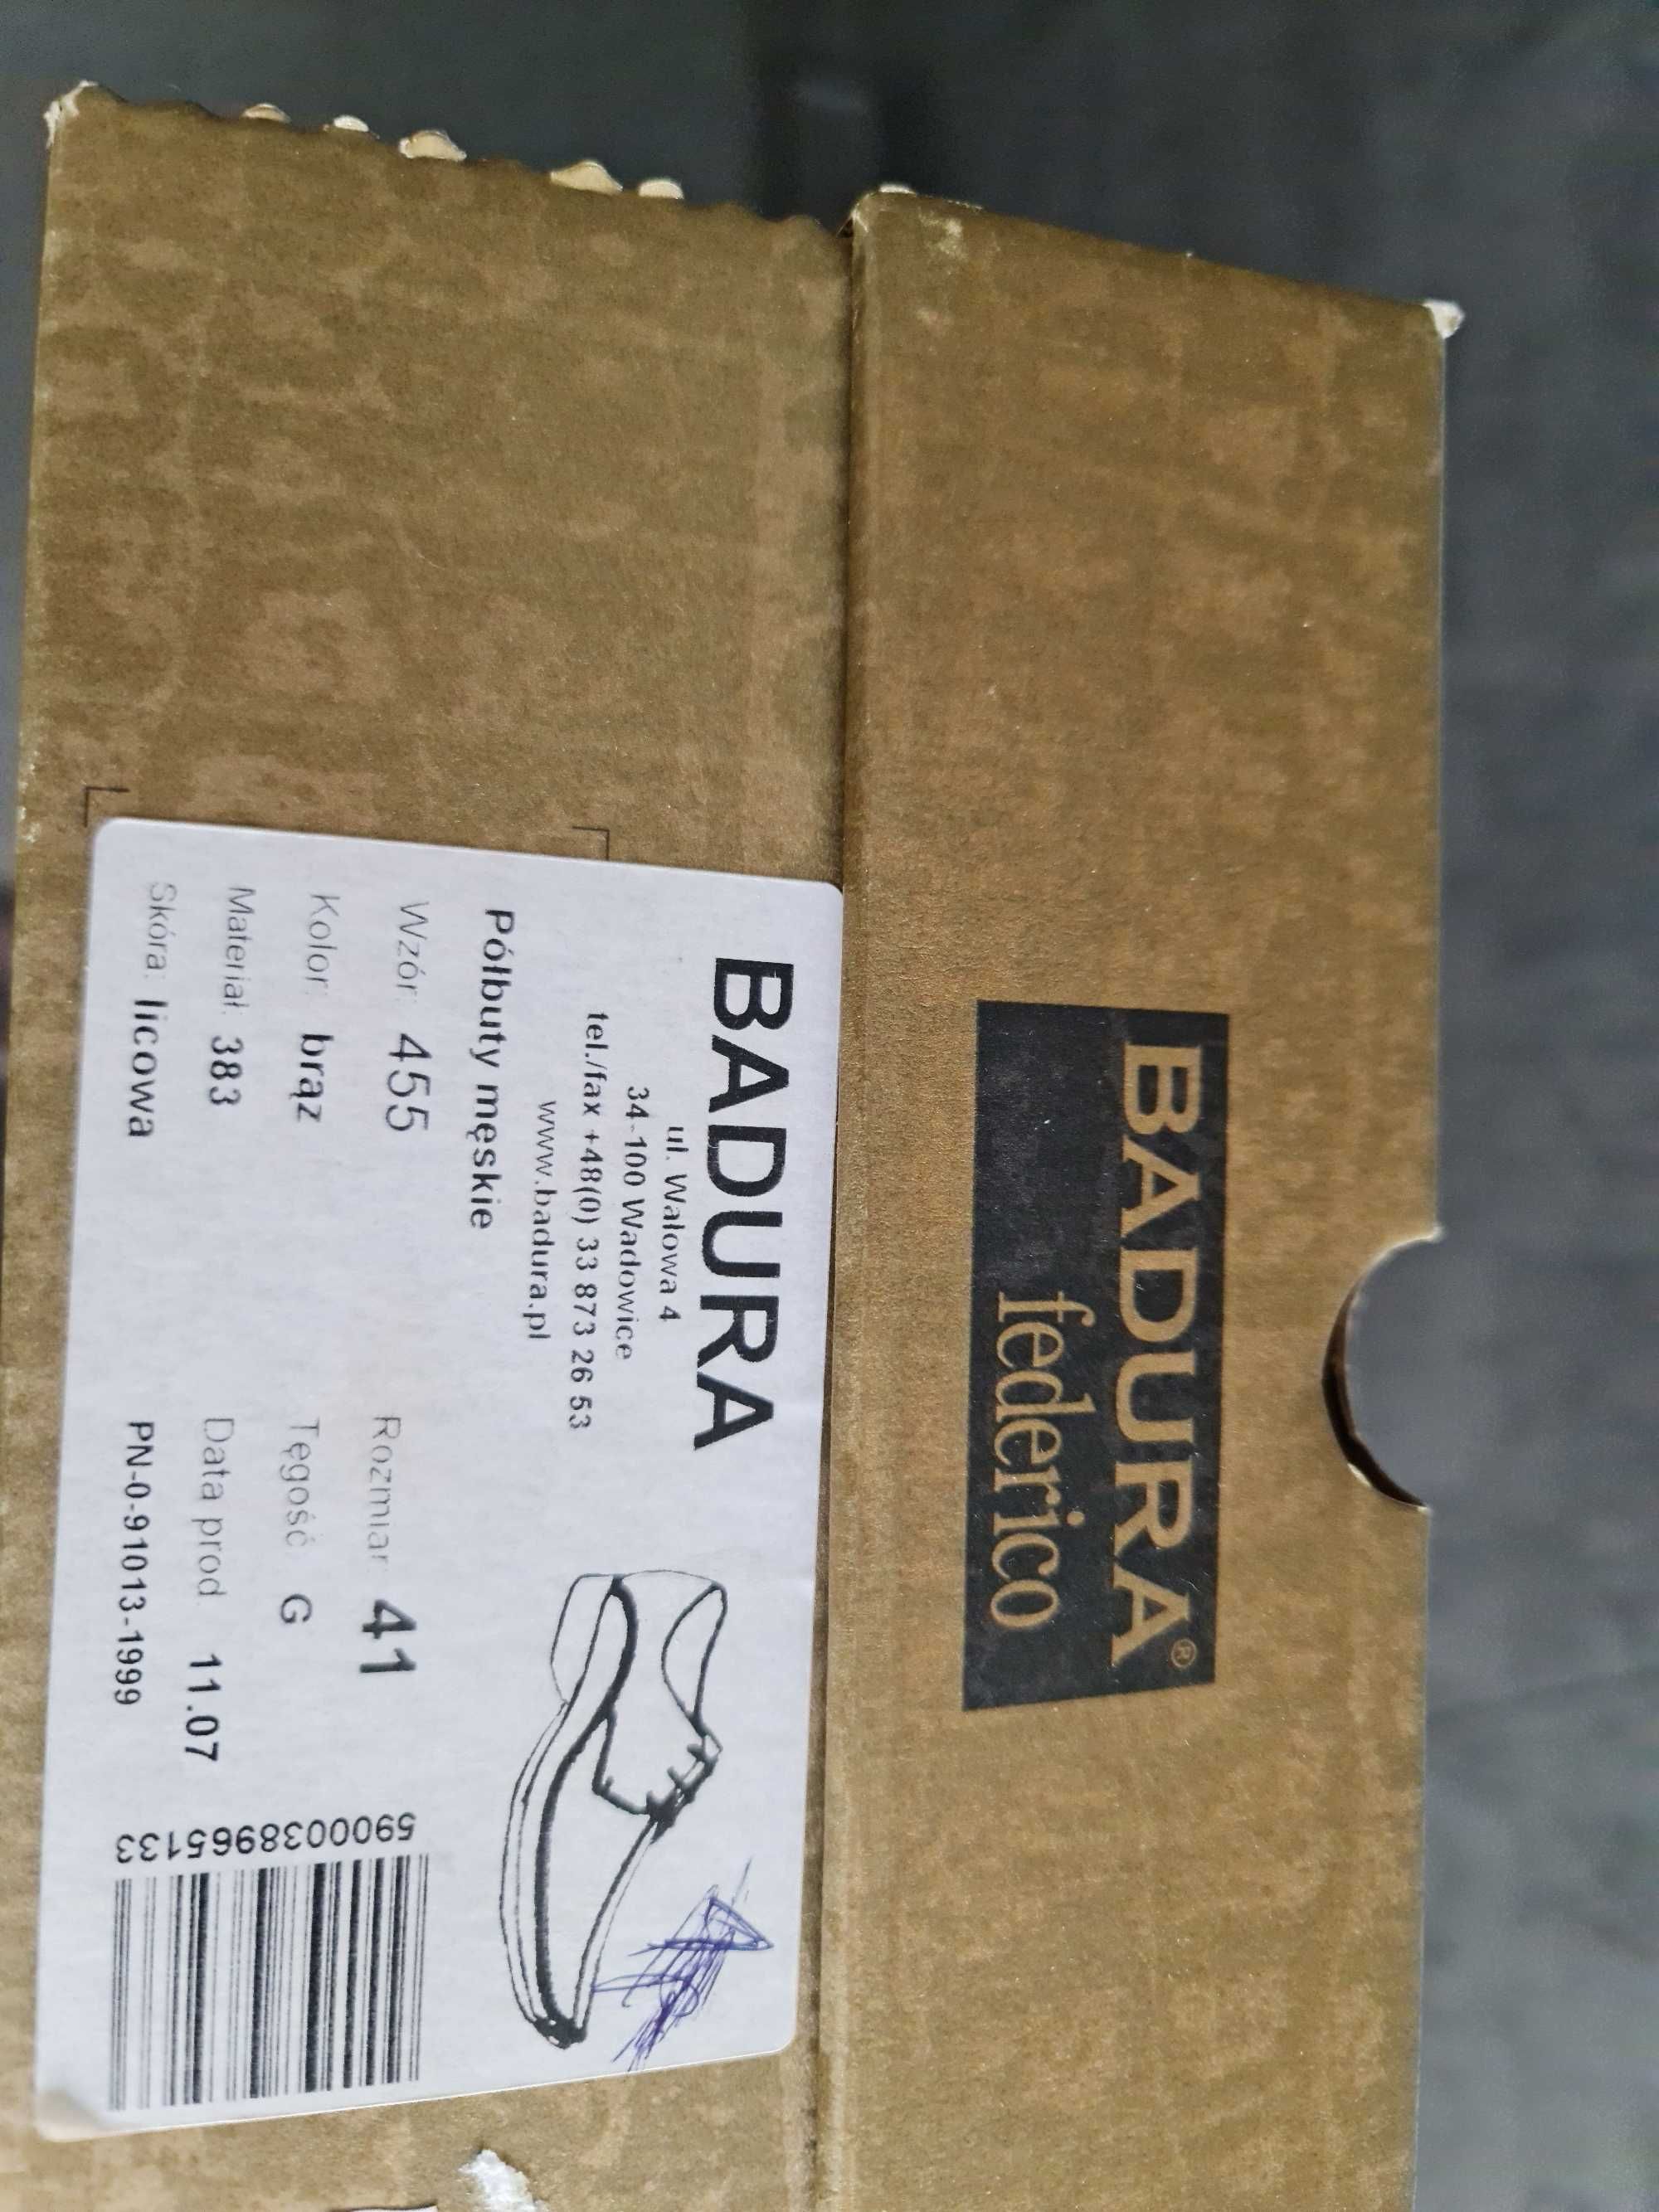 BADURA®
federico
BADURA
ul. Wałowa 4
34-100 Wadowice
tel./fax +48(0) 33 873 26 53
www.badura.pl
Półbuty męskie
Wzór: 455 Rozmiar: 41
Kolor: brąz Tęgość: G
Materiał: 383 Data prod 11.07
Skóra: licowa PN-0-91013-1999
5900038965133